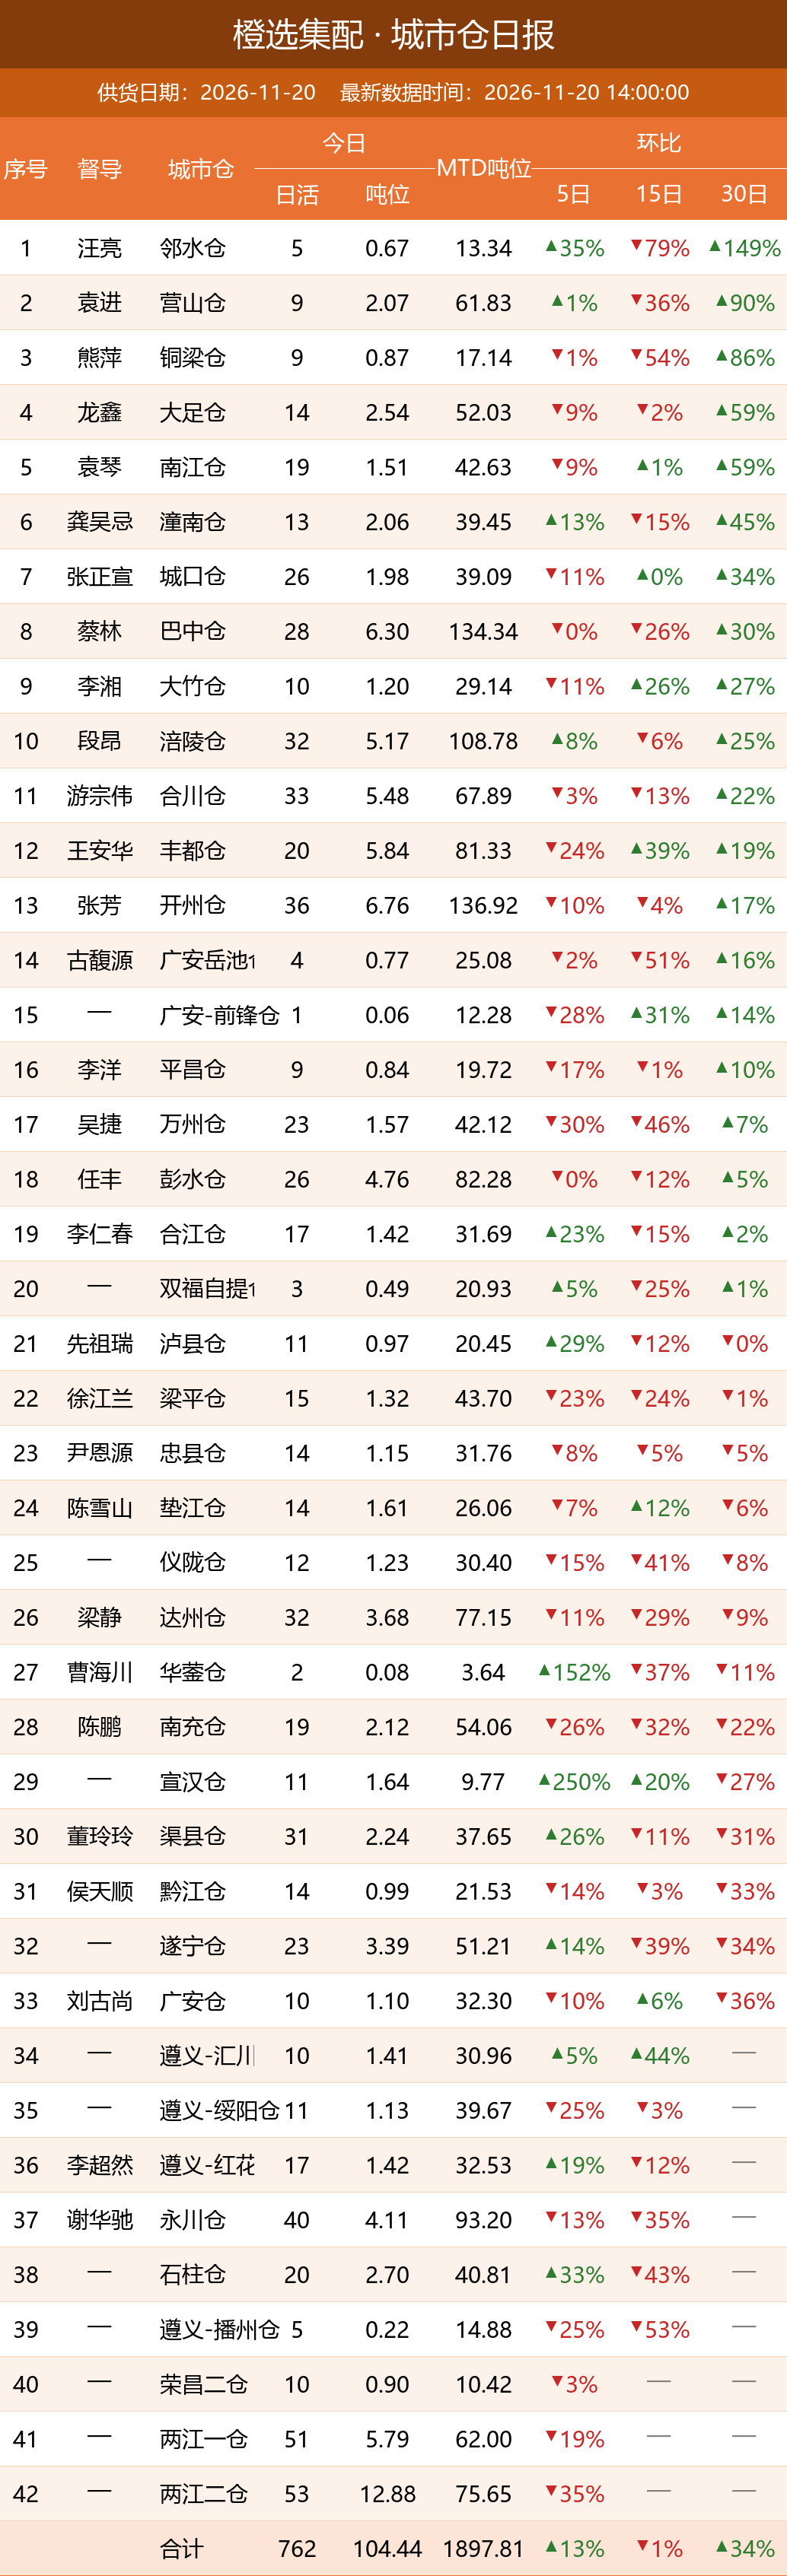 橙选集配 · 城市仓日报
供货日期：2026-11-20 最新数据时间：2026-11-20 14:00:00
序号 督导 城市仓 今日 MTD吨位 环比
日活 吨位 5日 15日 30日
1 汪亮 邻水仓 5 0.67 13.34 ▲35% ▼79% ▲149%
2 袁进 营山仓 9 2.07 61.83 ▲1% ▼36% ▲90%
3 熊萍 铜梁仓 9 0.87 17.14 ▼1% ▼54% ▲86%
4 龙鑫 大足仓 14 2.54 52.03 ▼9% ▼2% ▲59%
5 袁琴 南江仓 19 1.51 42.63 ▼9% ▲1% ▲59%
6 龚吴忌 潼南仓 13 2.06 39.45 ▲13% ▼15% ▲45%
7 张正宣 城口仓 26 1.98 39.09 ▼11% ▲0% ▲34%
8 蔡林 巴中仓 28 6.30 134.34 ▼0% ▼26% ▲30%
9 李湘 大竹仓 10 1.20 29.14 ▼11% ▲26% ▲27%
10 段昂 涪陵仓 32 5.17 108.78 ▲8% ▼6% ▲25%
11 游宗伟 合川仓 33 5.48 67.89 ▼3% ▼13% ▲22%
12 王安华 丰都仓 20 5.84 81.33 ▼24% ▲39% ▲19%
13 张芳 开州仓 36 6.76 136.92 ▼10% ▼4% ▲17%
14 古馥源 广安岳池 4 0.77 25.08 ▼2% ▼51% ▲16%
15 — 广安-前锋仓 1 0.06 12.28 ▼28% ▲31% ▲14%
16 李洋 平昌仓 9 0.84 19.72 ▼17% ▼1% ▲10%
17 吴捷 万州仓 23 1.57 42.12 ▼30% ▼46% ▲7%
18 任丰 彭水仓 26 4.76 82.28 ▼0% ▼12% ▲5%
19 李仁春 合江仓 17 1.42 31.69 ▲23% ▼15% ▲2%
20 — 双福自提 3 0.49 20.93 ▲5% ▼25% ▲1%
21 先祖瑞 泸县仓 11 0.97 20.45 ▲29% ▼12% ▼0%
22 徐江兰 梁平仓 15 1.32 43.70 ▼23% ▼24% ▼1%
23 尹恩源 忠县仓 14 1.15 31.76 ▼8% ▼5% ▼5%
24 陈雪山 垫江仓 14 1.61 26.06 ▼7% ▲12% ▼6%
25 — 仪陇仓 12 1.23 30.40 ▼15% ▼41% ▼8%
26 梁静 达州仓 32 3.68 77.15 ▼11% ▼29% ▼9%
27 曹海川 华蓥仓 2 0.08 3.64 ▲152% ▼37% ▼11%
28 陈鹏 南充仓 19 2.12 54.06 ▼26% ▼32% ▼22%
29 — 宣汉仓 11 1.64 9.77 ▲250% ▲20% ▼27%
30 董玲玲 渠县仓 31 2.24 37.65 ▲26% ▼11% ▼31%
31 侯天顺 黔江仓 14 0.99 21.53 ▼14% ▼3% ▼33%
32 — 遂宁仓 23 3.39 51.21 ▲14% ▼39% ▼34%
33 刘古尚 广安仓 10 1.10 32.30 ▼10% ▲6% ▼36%
34 — 遵义-汇川 10 1.41 30.96 ▲5% ▲44% —
35 — 遵义-绥阳仓 11 1.13 39.67 ▼25% ▼3% —
36 李超然 遵义-红花 17 1.42 32.53 ▲19% ▼12% —
37 谢华驰 永川仓 40 4.11 93.20 ▼13% ▼35% —
38 — 石柱仓 20 2.70 40.81 ▲33% ▼43% —
39 — 遵义-播州仓 5 0.22 14.88 ▼25% ▼53% —
40 — 荣昌二仓 10 0.90 10.42 ▼3% — —
41 — 两江一仓 51 5.79 62.00 ▼19% — —
42 — 两江二仓 53 12.88 75.65 ▼35% — —
合计 762 104.44 1897.81 ▲13% ▼1% ▲34%